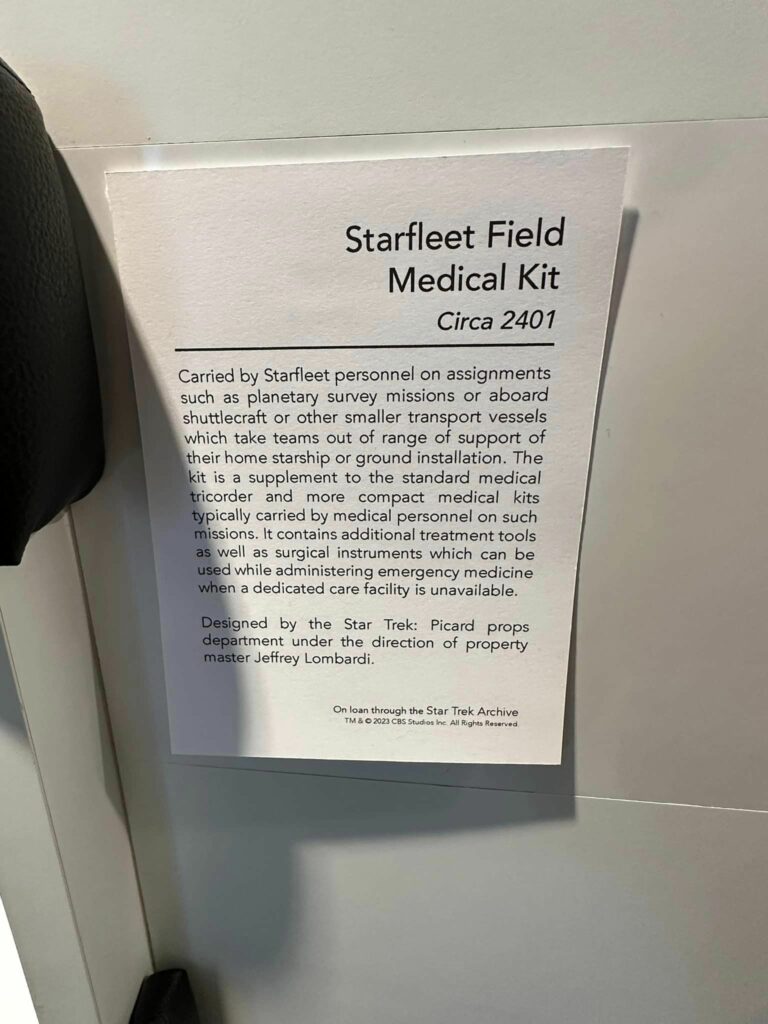 Starfleet Field
Medical Kit
Circa 2401
Carried by Starfleet personnel on assignments
such as planetary survey missions or aboard
shuttlecraft or other smaller transport vessels
which take teams out of range of support of
their home starship or ground installation. The
kit is a supplement to the standard medical
tricorder and more compact medical kits
typically carried by medical personnel on such
missions. It contains additional treatment tools
as well as surgical instruments which can be
used while administering emergency medicine
when a dedicated care facility is unavailable.
Designed by the Star Trek: Picard props
department under the direction of property
master Jeffrey Lombardi.
On loan through the Star Trek Archive
TM & © 2023 CBS Studios Inc. All Rights Reserved.